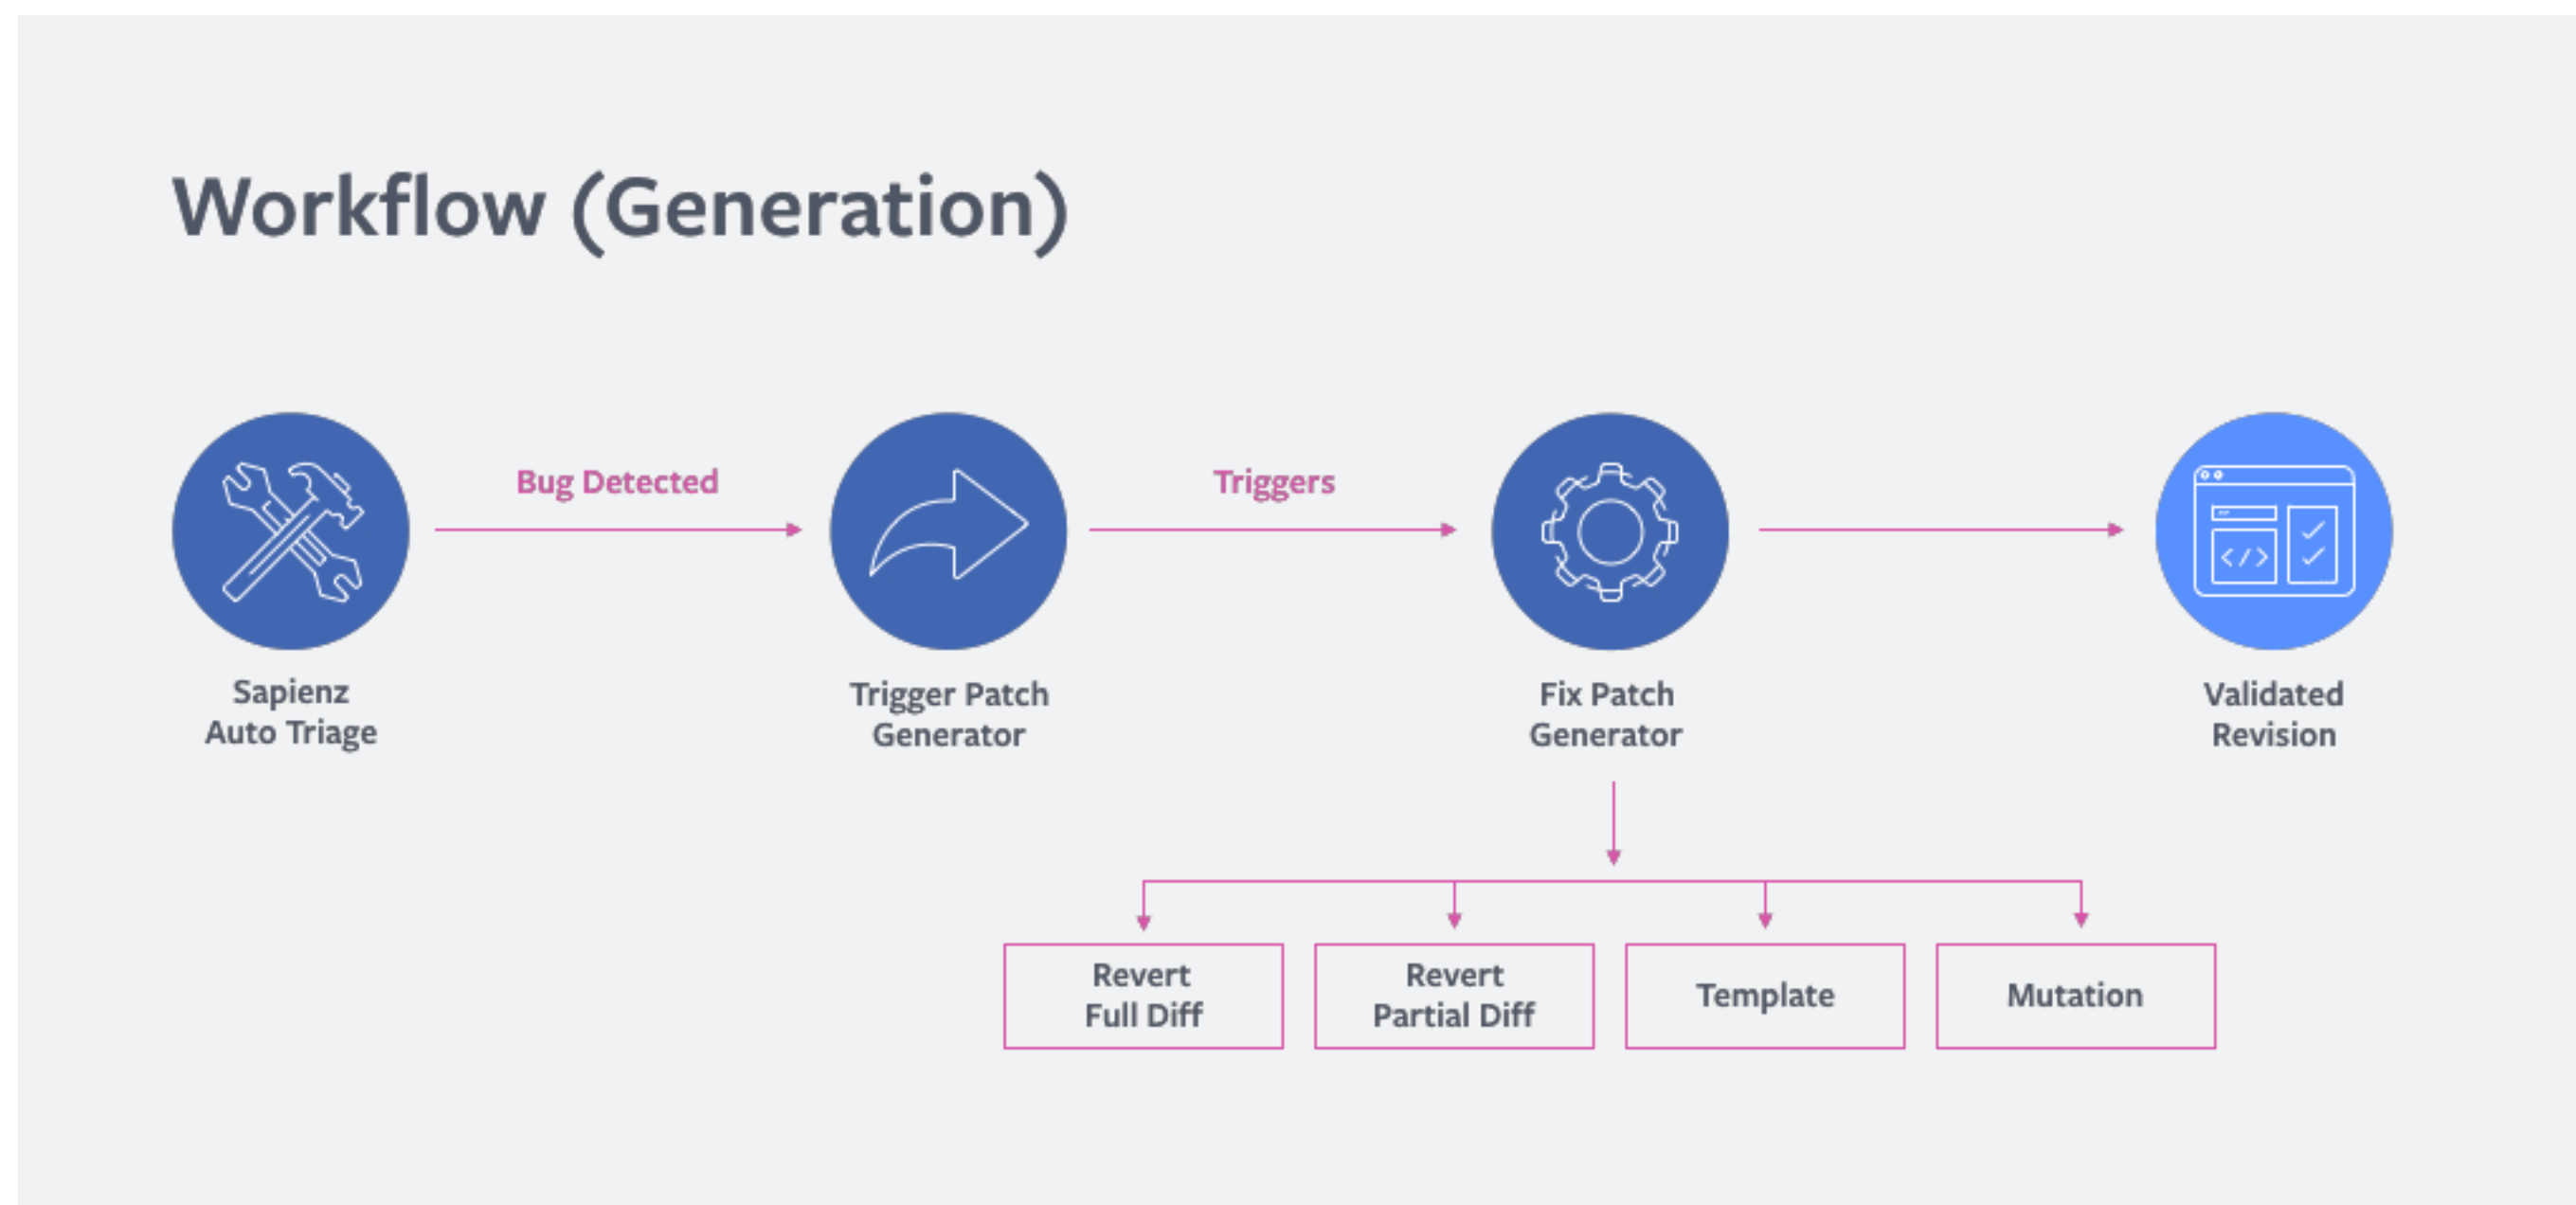 Workflow (Generation)
Bug Detected
Triggers
</>
Sapienz
Auto Triage
Trigger Patch
Generator
Fix Patch
Generator
Validated
Revision
Revert
Full Diff
Revert
Partial Diff
Template
Mutation